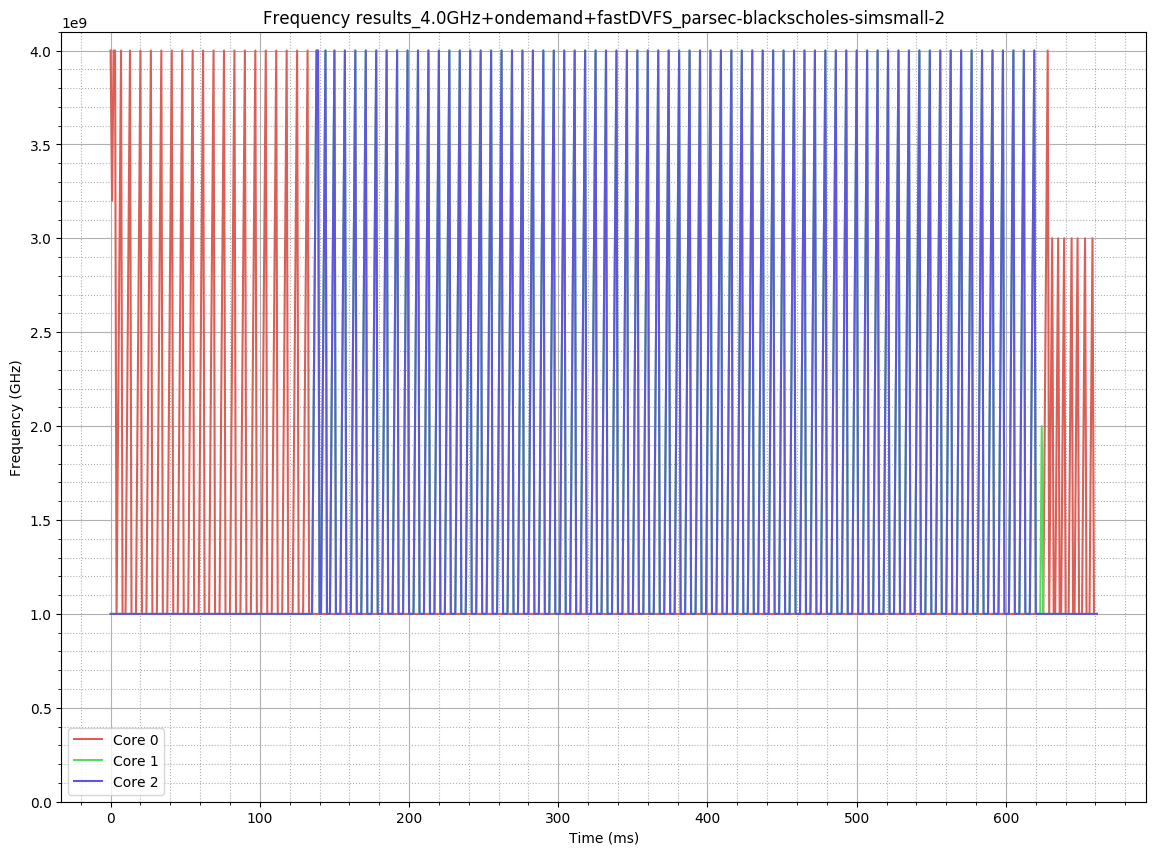 Frequency results_4.0GHz+ondemand+fastDVFS_parsec-blackscholes-simsmall-2
1e9
4.0
3.5
3.0
2.5
2.0
1.5
1.0
0.5
0.0
Frequency (GHz)
Core 0
Core 1
Core 2
0 100 200 300 400 500 600
Time (ms)